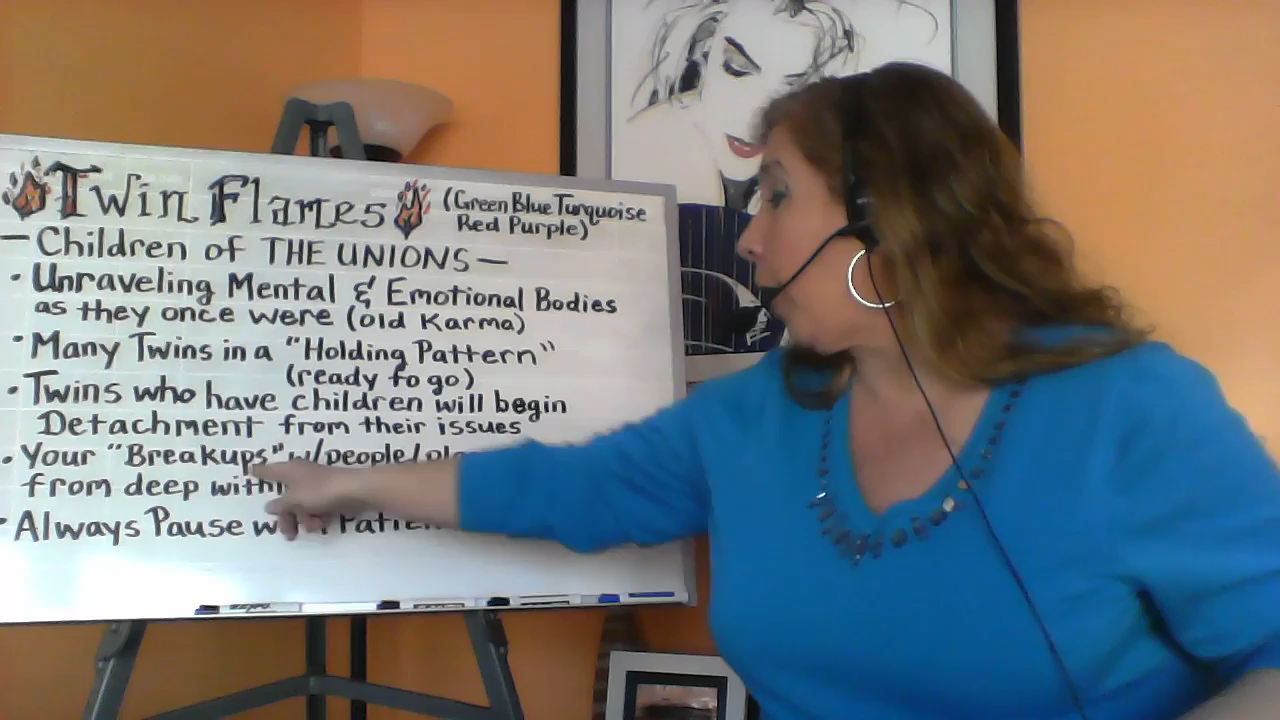 Twin Flames (Green Blue Turquoise
Red Purple)
— Children of THE UNIONS —
• Unraveling Mental & Emotional Bodies
as they once were (old Karma)
• Many Twins in a "Holding Pattern"
(ready to go)
• Twins who have children will begin
Detachment from their issues
• Your "Breakups" w/people/
from deep
• Always Pause